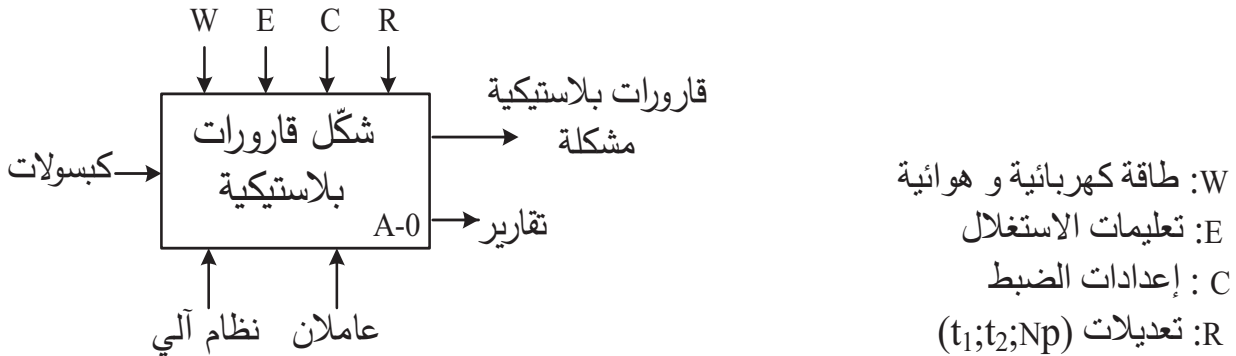 W E C R
قارورات بلاستيكية
مشكلة
شكّل قارورات
بلاستيكية
A-0
كبسولات
تقارير
نظام آلي
عاملان
W: طاقة كهربائية و هوائية
E: تعليمات الاستغلال
C : إعدادات الضبط
R: تعديلات (t₁;t₂;Np)